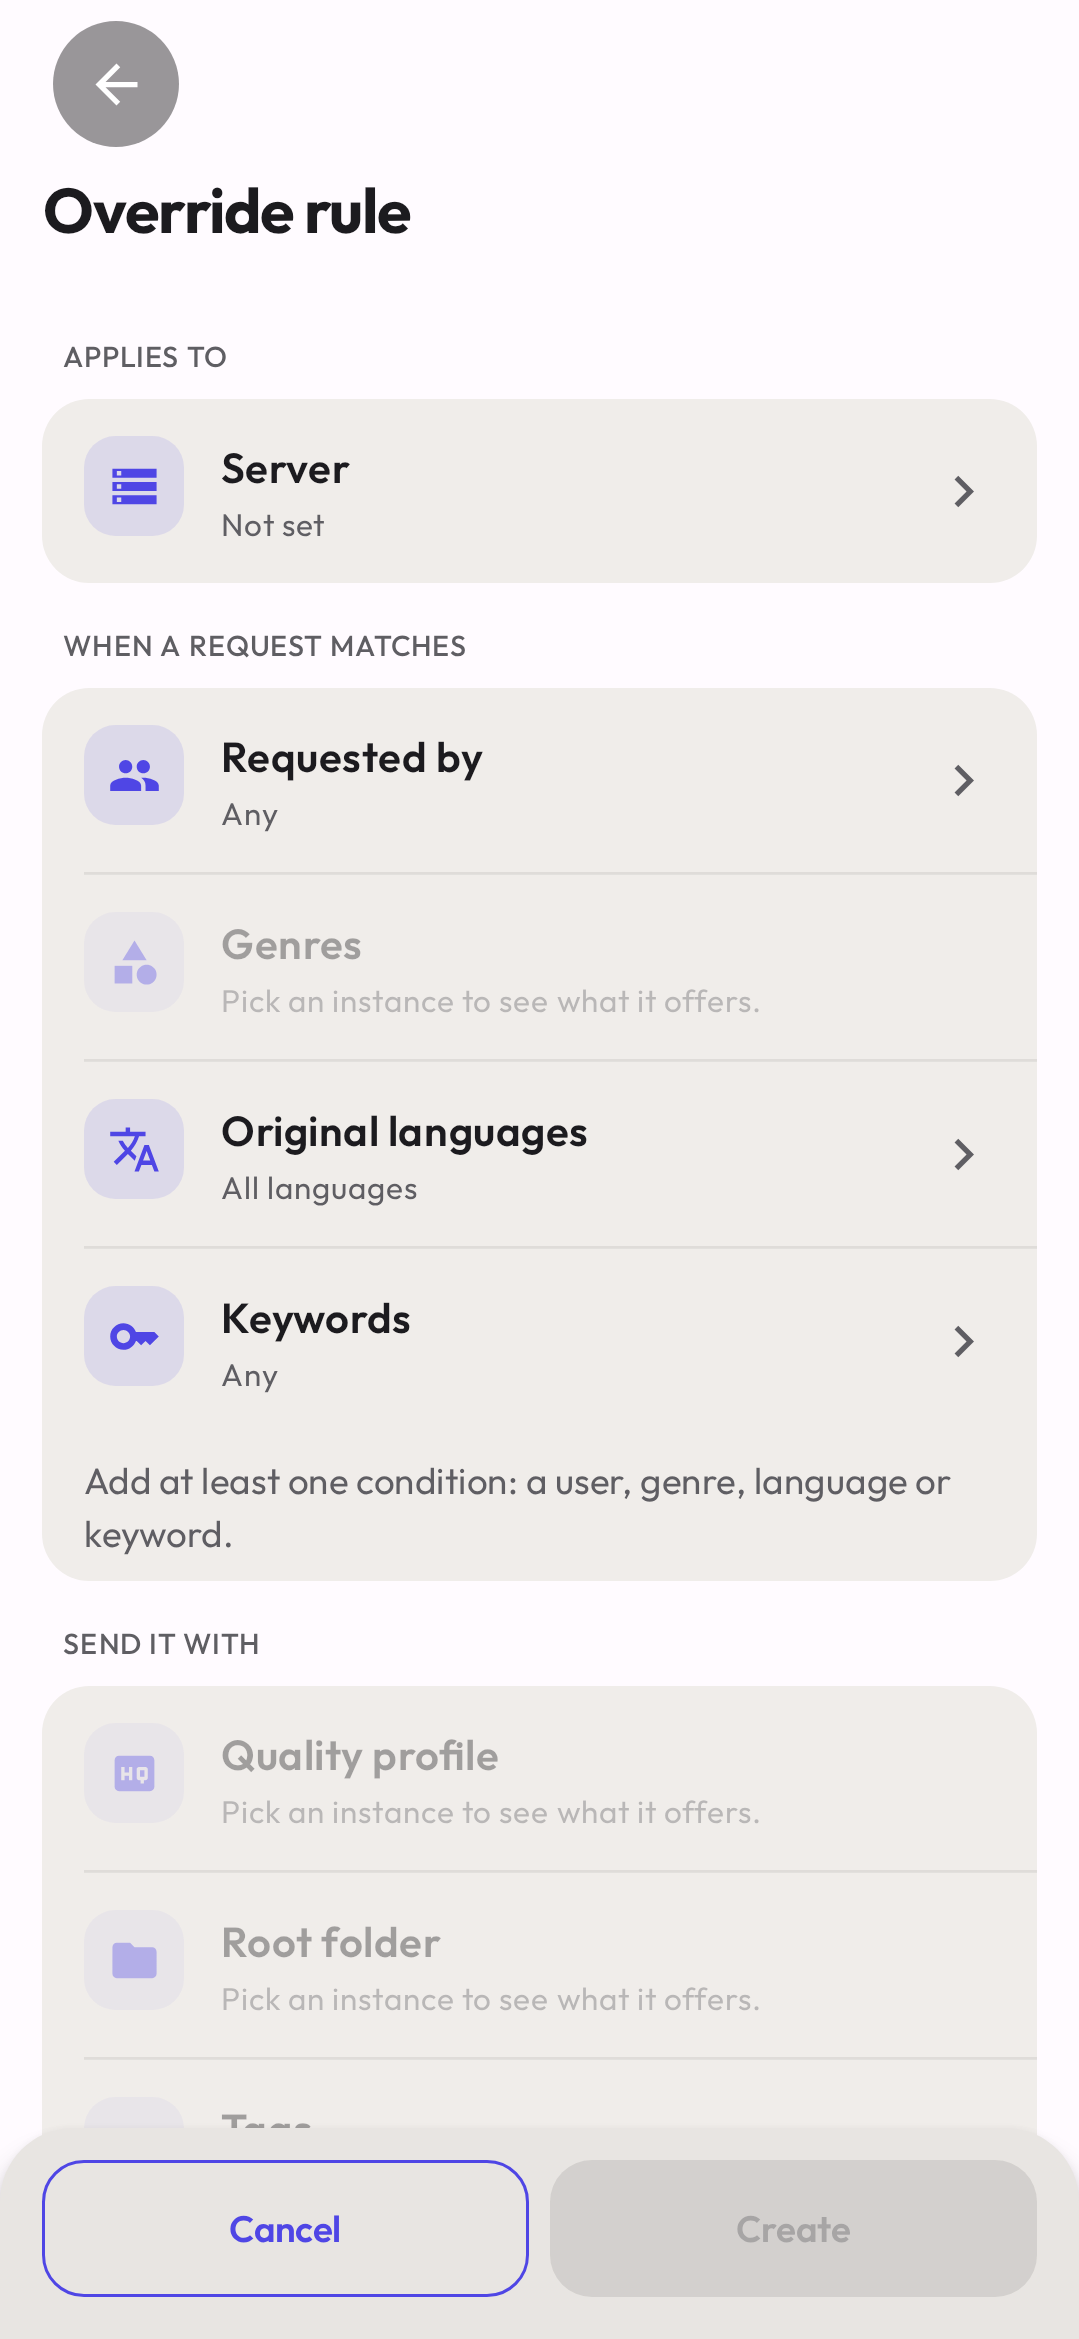 Override rule
APPLIES TO
Server
Not set
WHEN A REQUEST MATCHES
Requested by
Any
Genres
Pick an instance to see what it offers.
Original languages
All languages
Keywords
Any
Add at least one condition: a user, genre, language or
keyword.
SEND IT WITH
HQ
Quality profile
Pick an instance to see what it offers.
Root folder
Pick an instance to see what it offers.
Tags
Cancel
Create